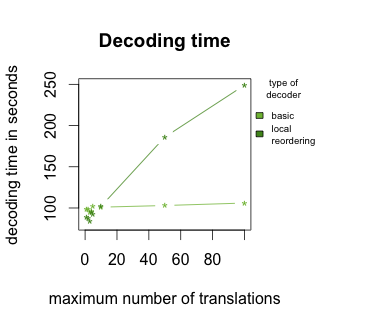 Decoding time
decoding time in seconds
250
200
150
100
0 20 40 60 80
maximum number of translations
type of
decoder
basic
local
reordering